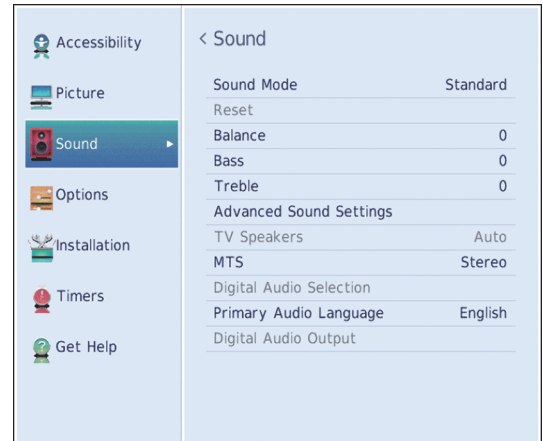 Accessibility
Picture
Sound
Options
Installation
Timers
Get Help
< Sound
Sound Mode Standard
Reset
Balance 0
Bass 0
Treble 0
Advanced Sound Settings
TV Speakers Auto
MTS Stereo
Digital Audio Selection
Primary Audio Language English
Digital Audio Output